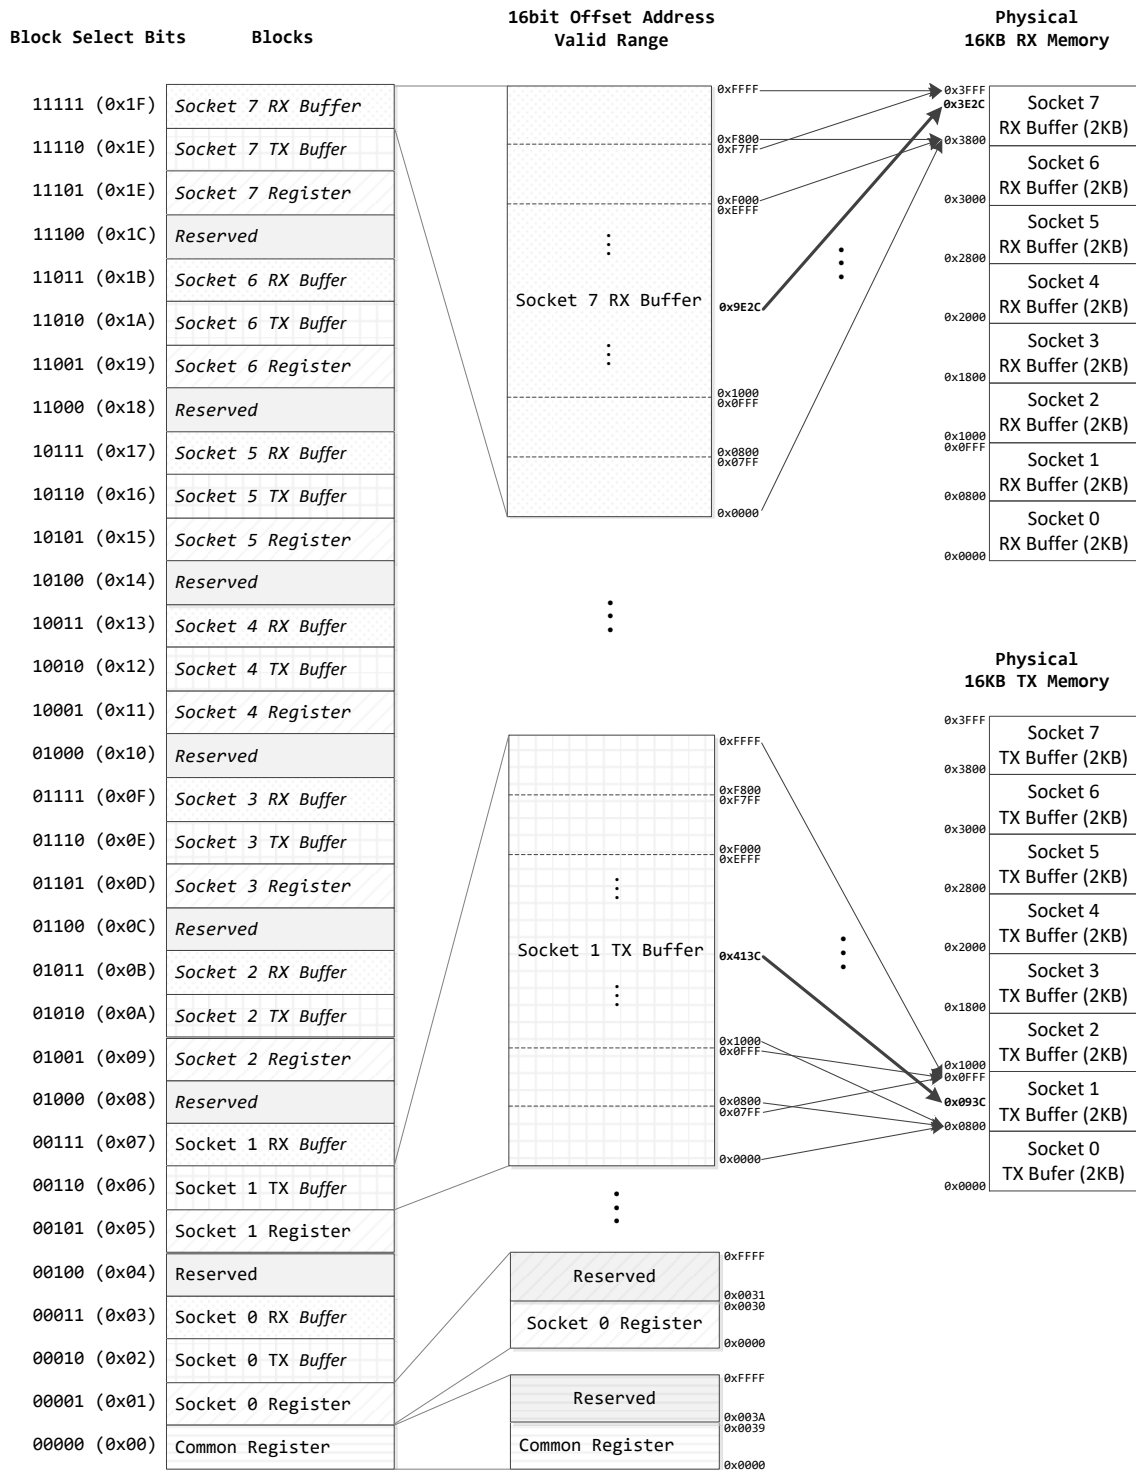 Block Select Bits
Blocks
16bit Offset Address
Valid Range
Physical
16KB RX Memory
11111 (0x1F) Socket 7 RX Buffer
11110 (0x1E) Socket 7 TX Buffer
11101 (0x1E) Socket 7 Register
11100 (0x1C) Reserved
11011 (0x1B) Socket 6 RX Buffer
11010 (0x1A) Socket 6 TX Buffer
11001 (0x19) Socket 6 Register
11000 (0x18) Reserved
10111 (0x17) Socket 5 RX Buffer
10110 (0x16) Socket 5 TX Buffer
10101 (0x15) Socket 5 Register
10100 (0x14) Reserved
10011 (0x13) Socket 4 RX Buffer
10010 (0x12) Socket 4 TX Buffer
10001 (0x11) Socket 4 Register
01000 (0x10) Reserved
01111 (0x0F) Socket 3 RX Buffer
01110 (0x0E) Socket 3 TX Buffer
01101 (0x0D) Socket 3 Register
01100 (0x0C) Reserved
01011 (0x0B) Socket 2 RX Buffer
01010 (0x0A) Socket 2 TX Buffer
01001 (0x09) Socket 2 Register
01000 (0x08) Reserved
00111 (0x07) Socket 1 RX Buffer
00110 (0x06) Socket 1 TX Buffer
00101 (0x05) Socket 1 Register
00100 (0x04) Reserved
00011 (0x03) Socket 0 RX Buffer
00010 (0x02) Socket 0 TX Buffer
00001 (0x01) Socket 0 Register
00000 (0x00) Common Register
0xFFFF
0xF800
0xF7FF
0xF000
0xEFFF
Socket 7 RX Buffer
0x9E2C
0x1000
0x0FFF
0x0800
0x07FF
0x0000
0x3FFF
0x3E2C
Socket 7
RX Buffer (2KB)
0x3800
Socket 6
RX Buffer (2KB)
0x3000
Socket 5
RX Buffer (2KB)
0x2800
Socket 4
RX Buffer (2KB)
0x2000
Socket 3
RX Buffer (2KB)
0x1800
Socket 2
RX Buffer (2KB)
0x1000
0x0FFF
Socket 1
RX Buffer (2KB)
0x0800
Socket 0
RX Buffer (2KB)
0x0000
0xFFFF
0xF800
0xF7FF
0xF000
0xEFFF
Socket 1 TX Buffer
0x413C
0x1000
0x0FFF
0x0800
0x07FF
0x0000
Physical
16KB TX Memory
0x3FFF
Socket 7
TX Buffer (2KB)
0x3800
Socket 6
TX Buffer (2KB)
0x3000
Socket 5
TX Buffer (2KB)
0x2800
Socket 4
TX Buffer (2KB)
0x2000
Socket 3
TX Buffer (2KB)
0x1800
Socket 2
TX Buffer (2KB)
0x1000
0x0FFF
Socket 1
0x093C
TX Buffer (2KB)
0x0800
Socket 0
TX Bufer (2KB)
0x0000
0xFFFF
Reserved
0x0031
0x0030
Socket 0 Register
0x0000
0xFFFF
Reserved
0x003A
0x0039
Common Register
0x0000